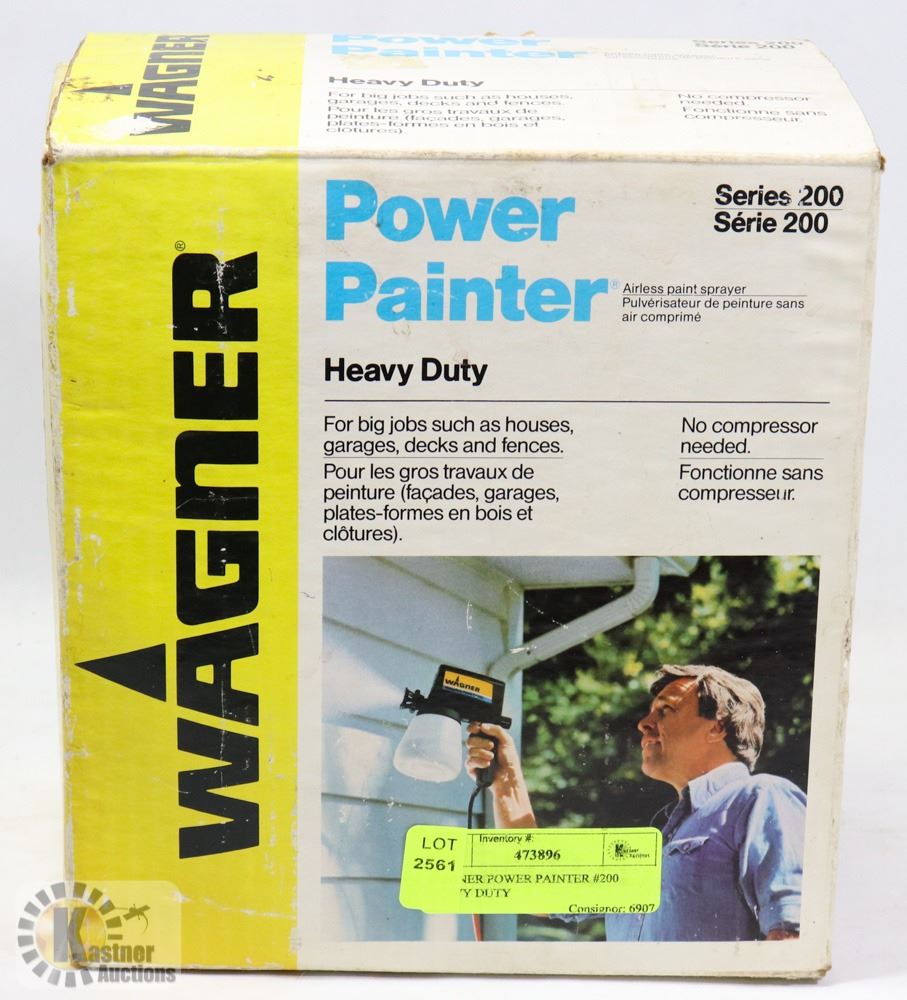 WAGNER
Power
Painter
Series 200
Série 200
Heavy Duty
For big jobs such as houses,
garages, decks and fences.
Pour les gros travaux de
peinture (façades, garages,
plates-formes en bois et
clôtures).
No compressor
needed.
Fonctionne sans
compresseur.
WAGNER®
Power
Painter®
Series 200
Série 200
Airless paint sprayer
Pulvérisateur de peinture sans
air comprimé
Heavy Duty
For big jobs such as houses,
garages, decks and fences.
No compressor
needed.
Pour les gros travaux de
peinture (façades, garages,
plates-formes en bois et
clôtures).
Fonctionne sans
compresseur.
WAGNER
LOT
2561
Inventory #:
473896
NER POWER PAINTER #200
Y DUTY
Consignor: 6907
Kastner
Auctions